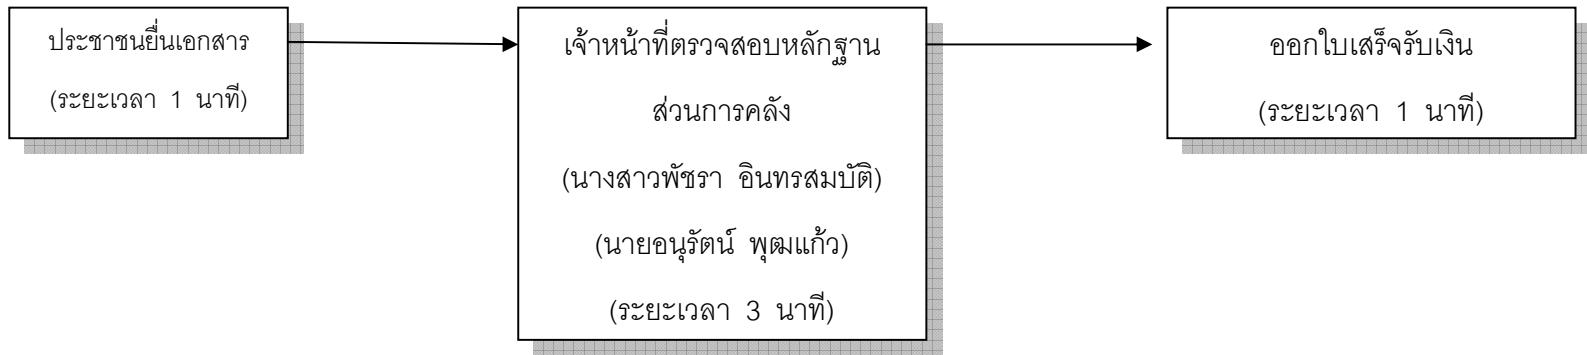 ประชาชนยื่นเอกสาร
(ระยะเวลา 1 นาที)
เจ้าหน้าที่ตรวจสอบหลักฐาน
ส่วนการคลัง
(นางสาวพัชรา อินทรสมบัติ)
(นายอนุรัตน์ พุฒแก้ว)
(ระยะเวลา 3 นาที)
ออกใบเสร็จรับเงิน
(ระยะเวลา 1 นาที)